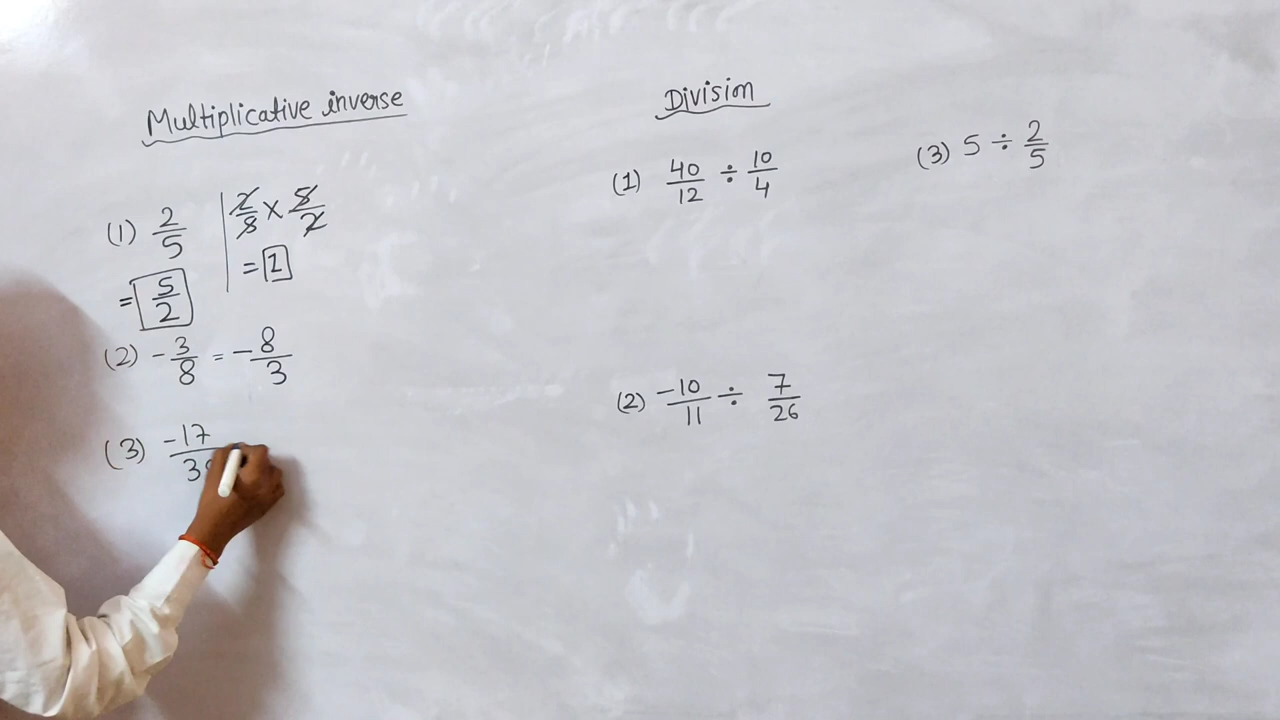 Multiplicative inverse
(1) 2/5 | 2/5 × 5/2
= 5/2 | = 1
(2) -3/8 = -8/3
(3) -17
Division
(1) 40/12 ÷ 10/4
(2) -10/11 ÷ 7/26
(3) 5 ÷ 2/5